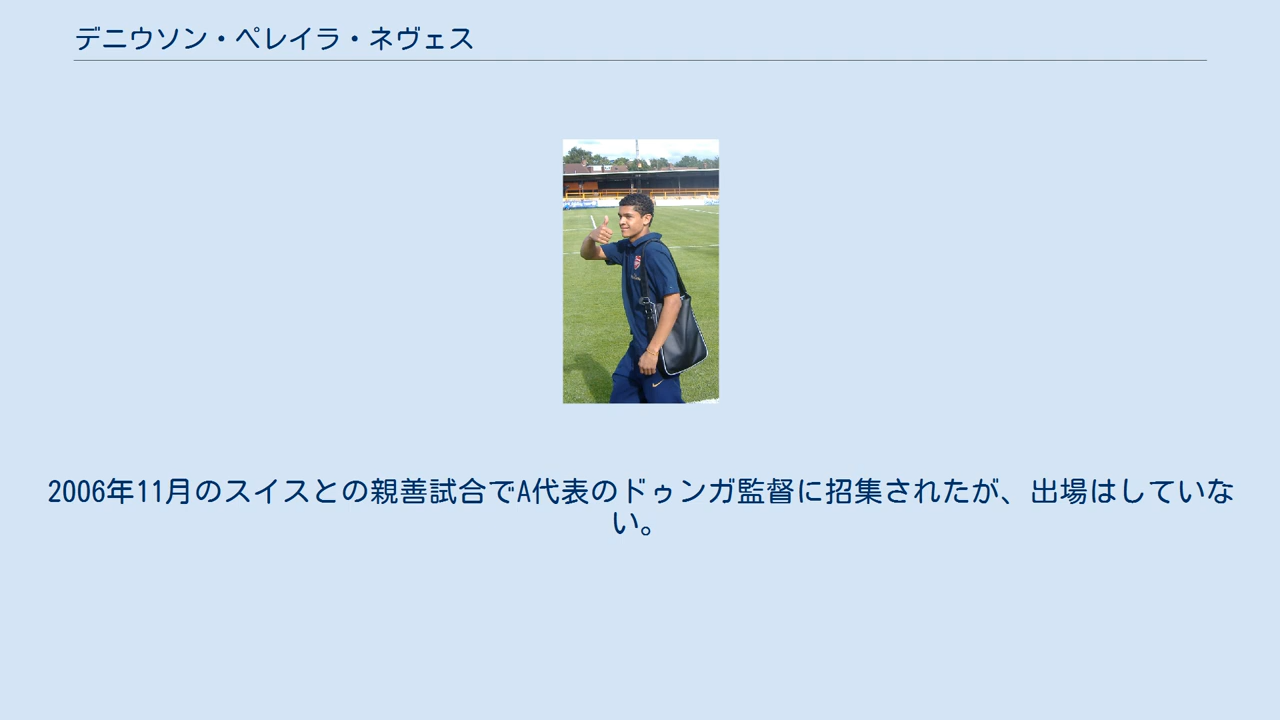 デニウソン・ペレイラ・ネヴェス
2006年11月のスイスとの親善試合でA代表のドゥンガ監督に招集されたが、出場はしていな
い。